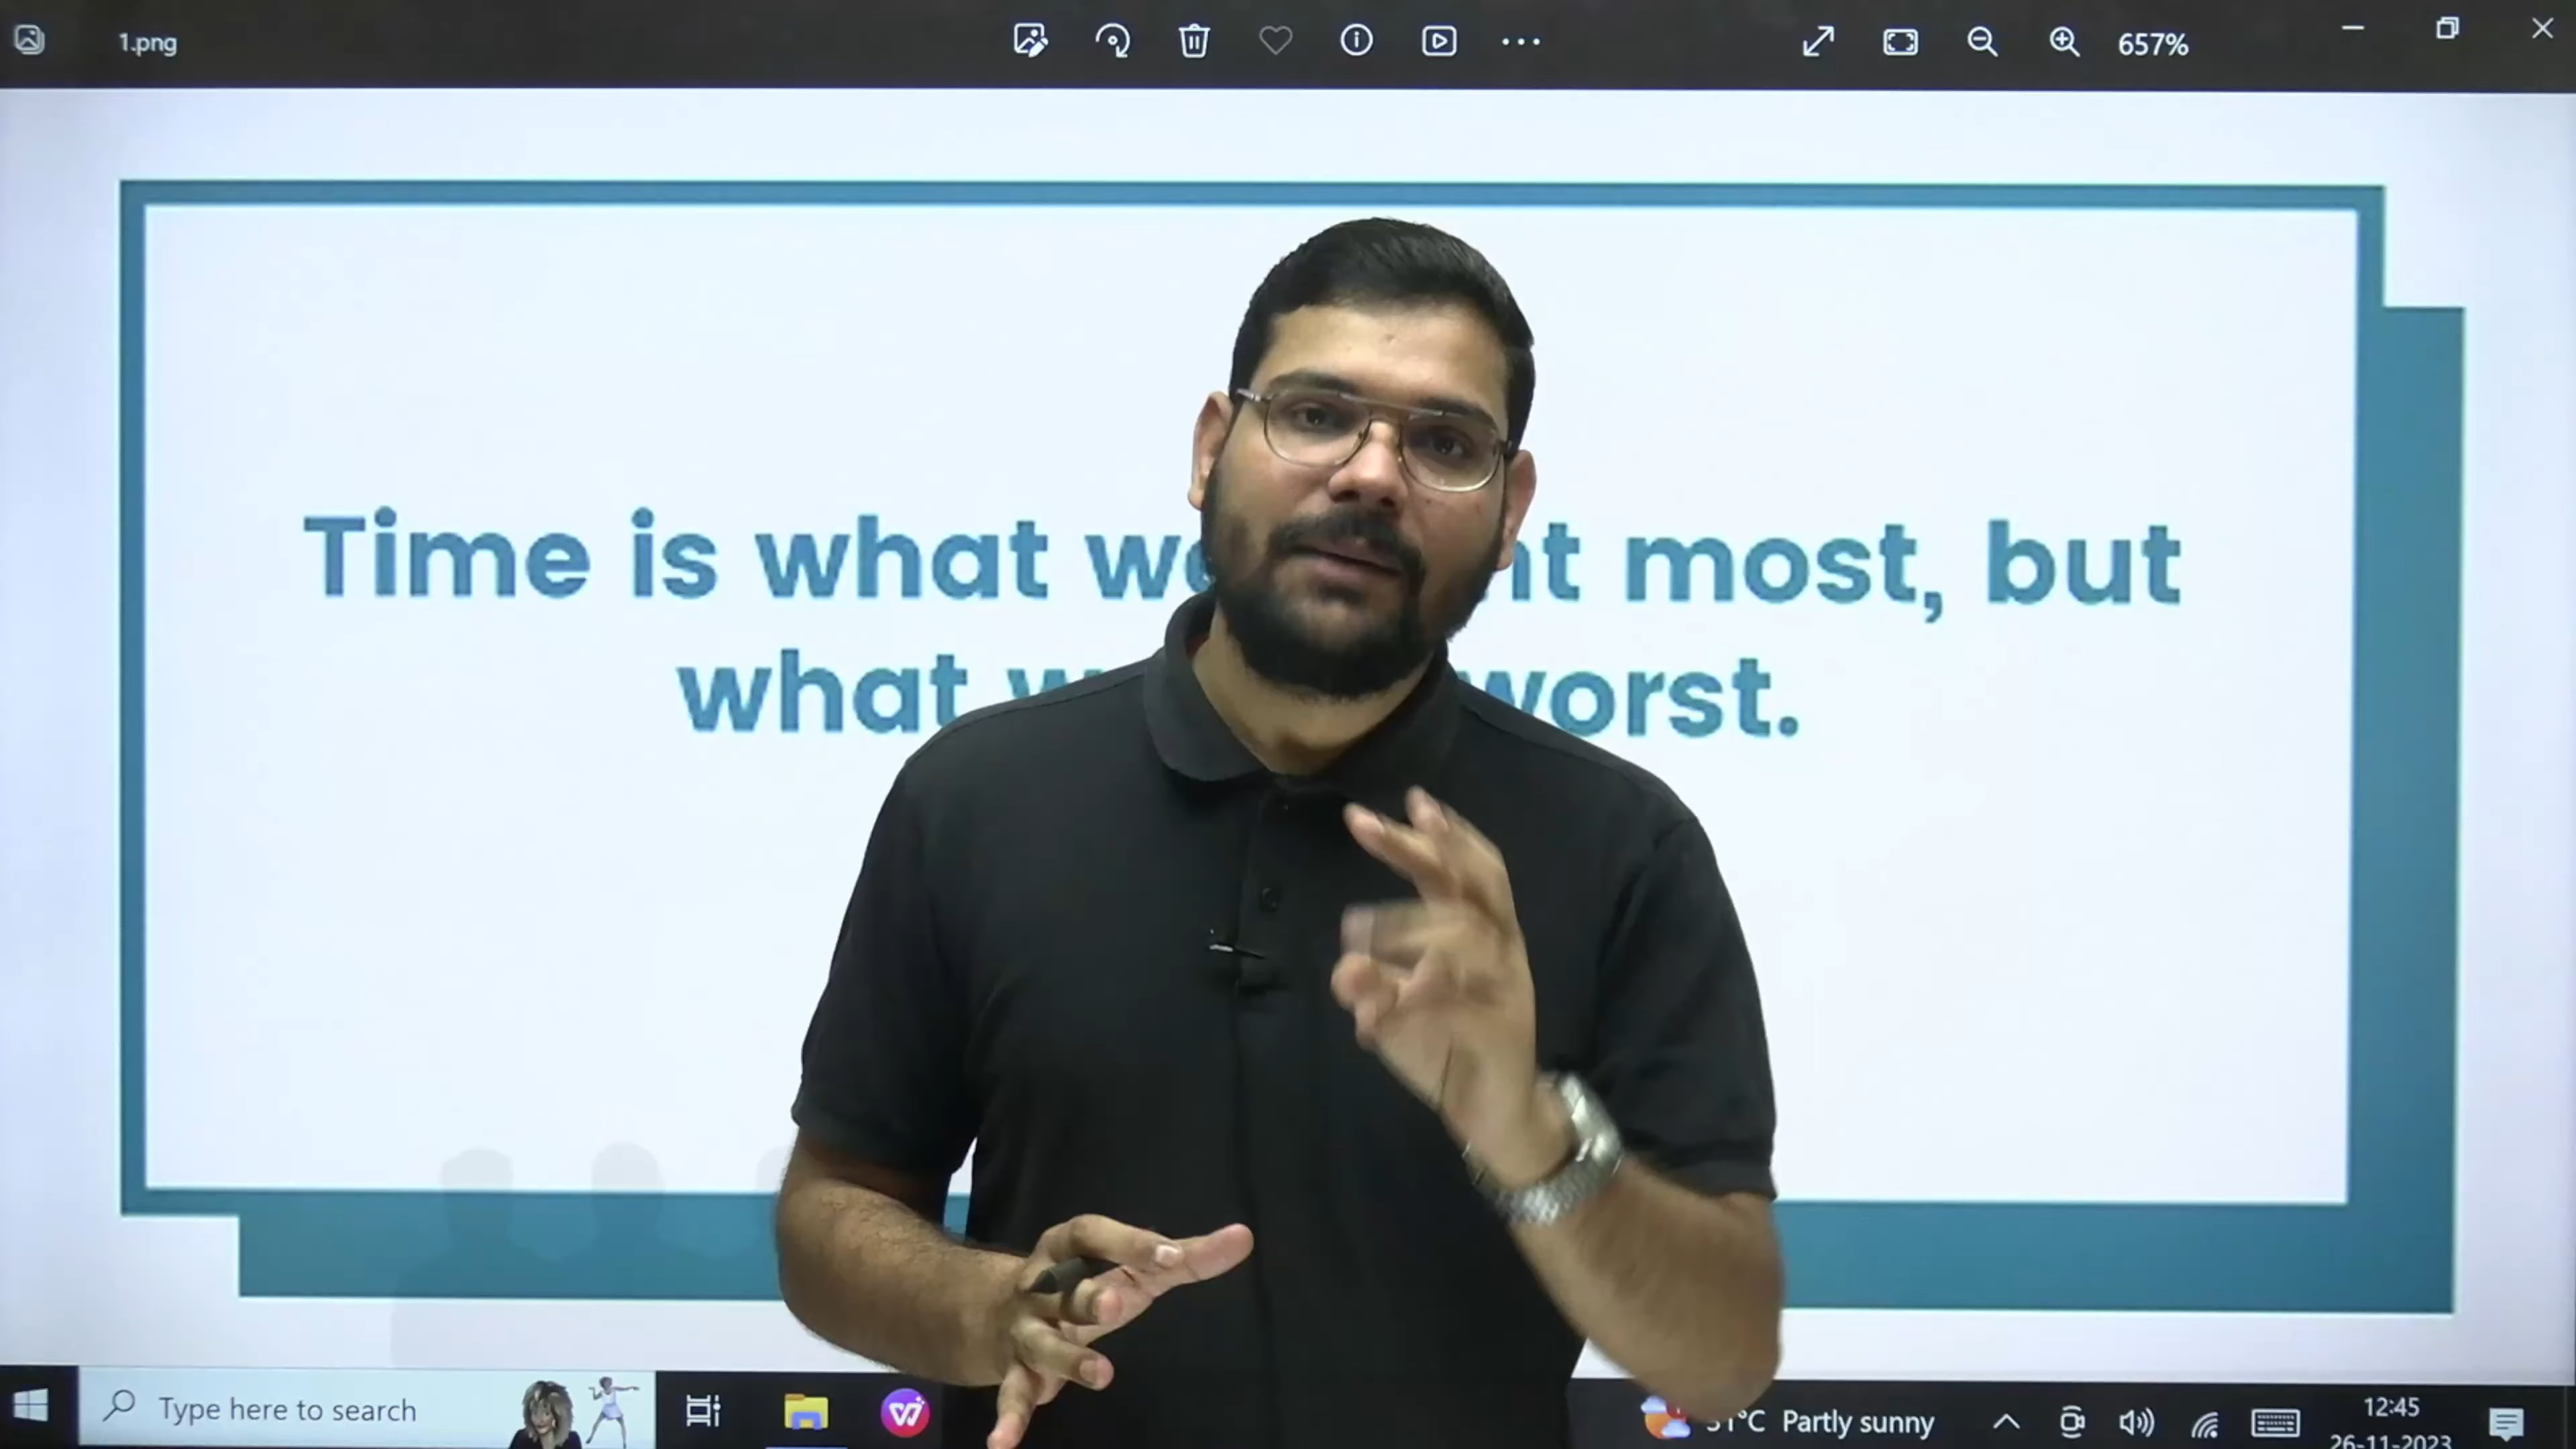 1.png
657%
Time is what we nt most, but
what worst.
Type here to search
°C Partly sunny
12:45
26-11-2023